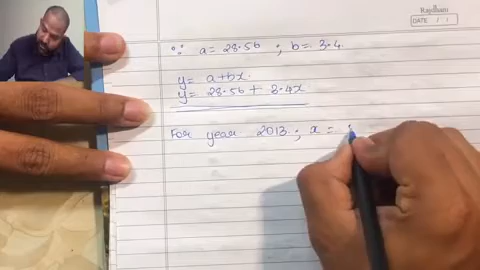 Rajdhani
DATE / /
∵ a = 28.56 ; b = 3.4.
y = a+bx.
y = 28.56 + 3.4x
For year 2013 ; x =